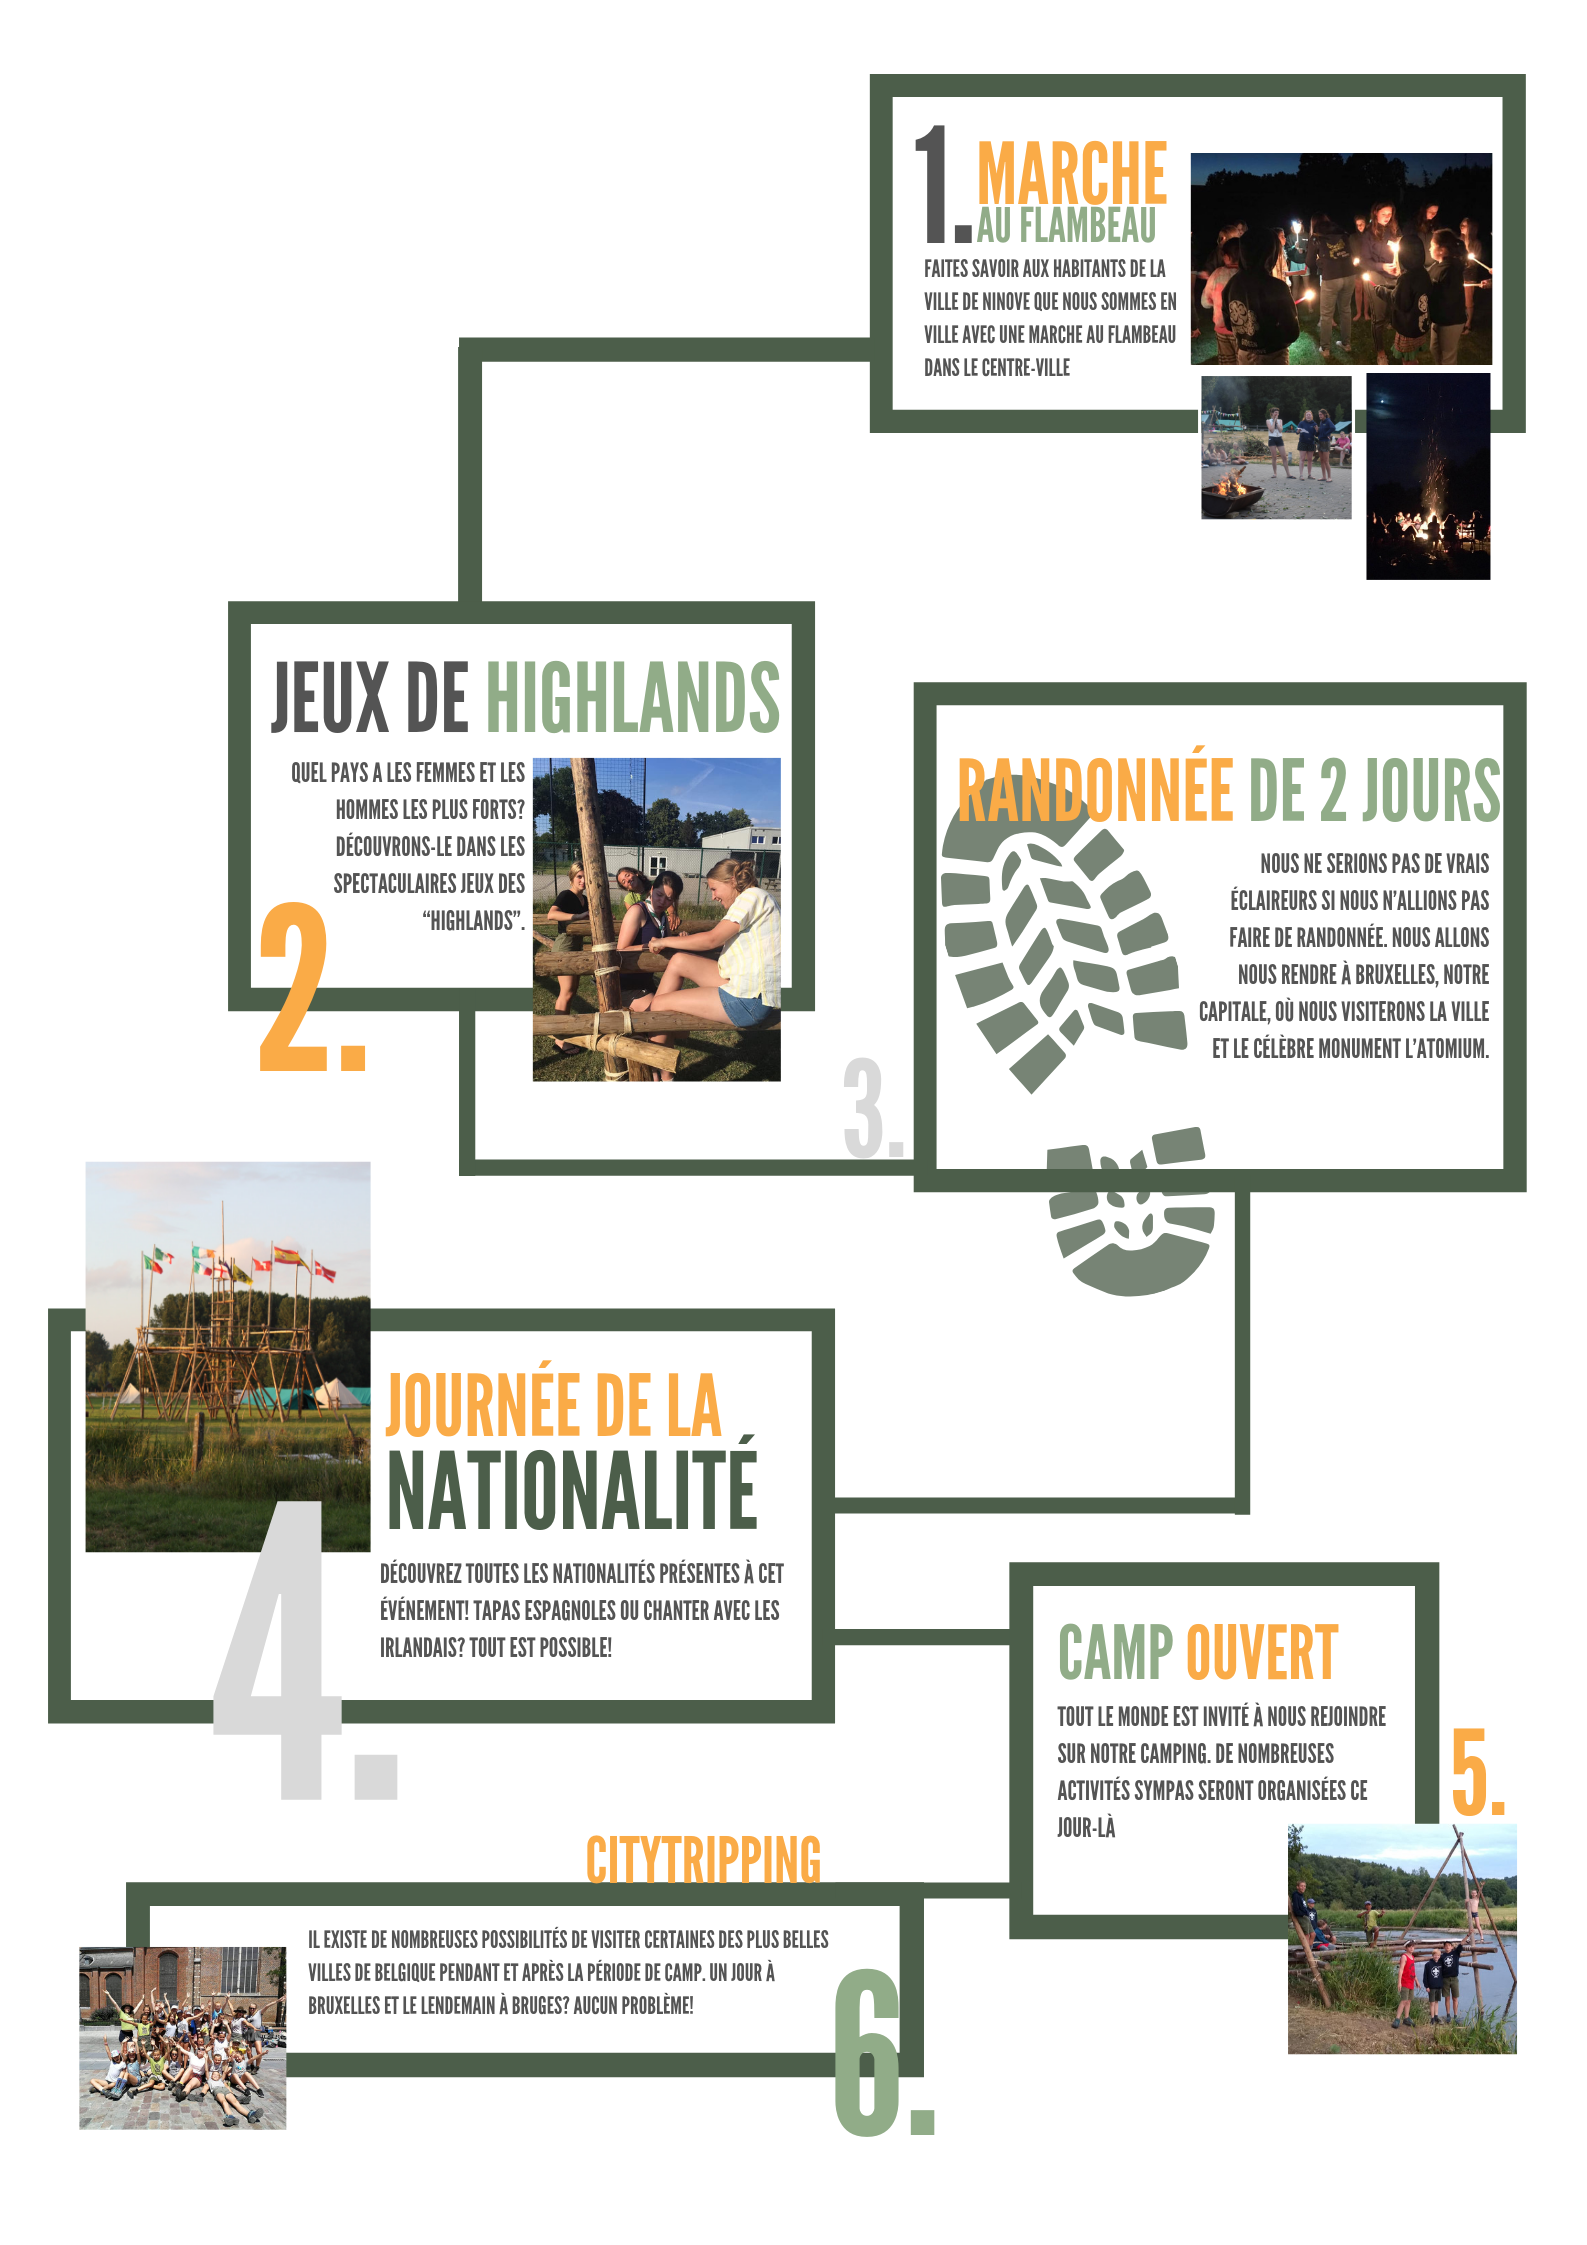 1.
MARCHE
AU FLAMBEAU
FAITES SAVOIR AUX HABITANTS DE LA
VILLE DE NINOVE QUE NOUS SOMMES EN
VILLE AVEC UNE MARCHE AU FLAMBEAU
DANS LE CENTRE-VILLE
JEUX DE HIGHLANDS
QUEL PAYS A LES FEMMES ET LES
HOMMES LES PLUS FORTS?
DÉCOUVRONS-LE DANS LES
SPECTACULAIRES JEUX DES
“HIGHLANDS”.
2.
RANDONNÉE DE 2 JOURS
NOUS NE SERIONS PAS DE VRAIS
ÉCLAIREURS SI NOUS N’ALLIONS PAS
FAIRE DE RANDONNÉE. NOUS ALLONS
NOUS RENDRE À BRUXELLES, NOTRE
CAPITALE, OÙ NOUS VISITERONS LA VILLE
ET LE CÉLÈBRE MONUMENT L’ATOMIUM.
3.
JOURNÉE DE LA
NATIONALITÉ
DÉCOUVREZ TOUTES LES NATIONALITÉS PRÉSENTES À CET
ÉVÉNEMENT! TAPAS ESPAGNOLES OU CHANTER AVEC LES
IRLANDAIS? TOUT EST POSSIBLE!
4.
CAMP OUVERT
TOUT LE MONDE EST INVITÉ À NOUS REJOINDRE
SUR NOTRE CAMPING. DE NOMBREUSES
ACTIVITÉS SYMPAS SERONT ORGANISÉES CE
JOUR-LÀ
5.
CITYTRIPPING
IL EXISTE DE NOMBREUSES POSSIBILITÉS DE VISITER CERTAINES DES PLUS BELLES
VILLES DE BELGIQUE PENDANT ET APRÈS LA PÉRIODE DE CAMP. UN JOUR À
BRUXELLES ET LE LENDEMAIN À BRUGES? AUCUN PROBLÈME!
6.